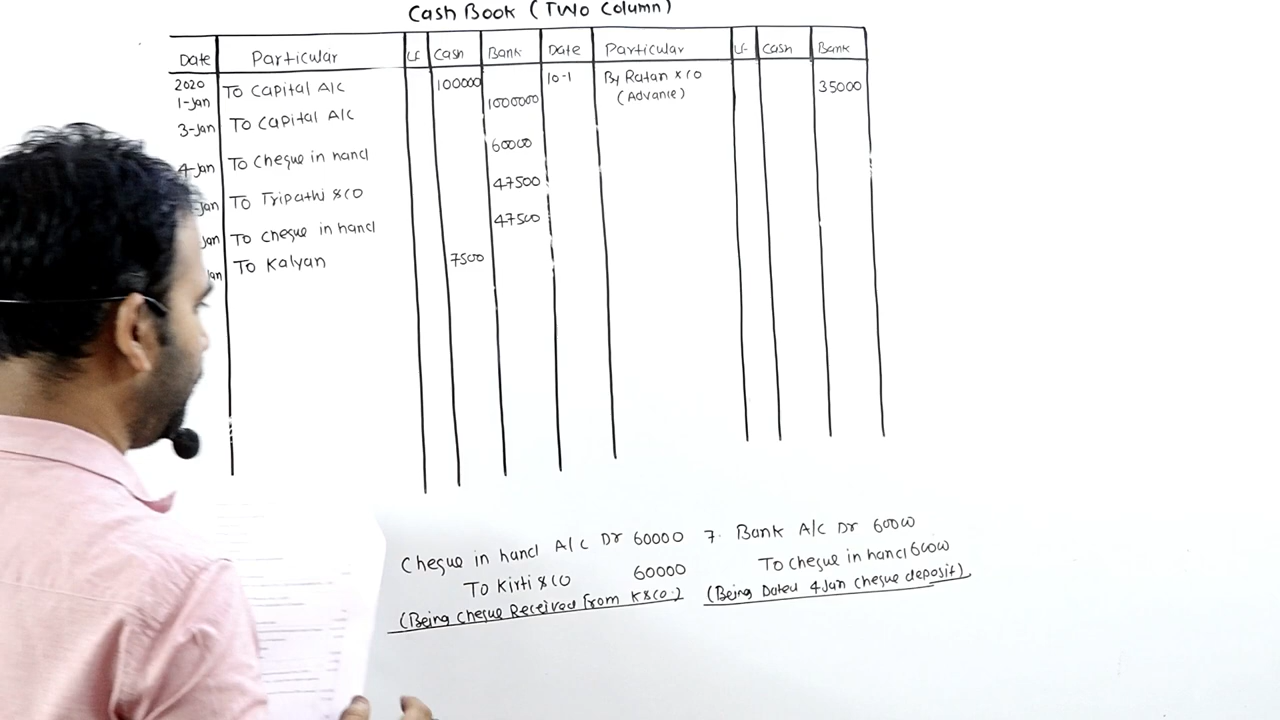 Cash Book (Two Column)
Date Particular LF Cash Bank Date Particular LF Cash Bank
2020
1-Jan To Capital A/c 100000 10-1 By Ratan & Co 35000
(Advance)
3-Jan To Capital A/c 1000000
4-Jan To Cheque in hand 60000
Jan To Tripathi & Co 47500
Jan To Cheque in hand 47500
Jan To Kalyan 7500
Cheque in hand A/C Dr 60000
To Kirti & Co 60000
(Being Cheque Received from K & Co.)
7. Bank A/C Dr 60000
To cheque in hand 60000
(Being Dated 4 Jan cheque deposit)